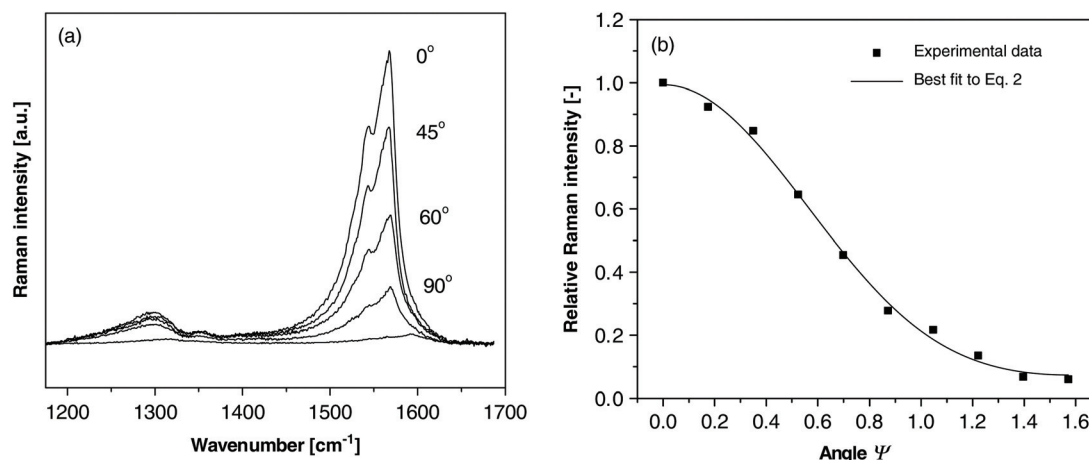 (a)
0°
45°
60°
90°
Raman intensity [a.u.]
1200 1300 1400 1500 1600 1700
Wavenumber [cm⁻¹]
(b)
Experimental data
Best fit to Eq. 2
Relative Raman intensity [-]
1.2
1.0
0.8
0.6
0.4
0.2
0.0
0.0 0.2 0.4 0.6 0.8 1.0 1.2 1.4 1.6
Angle Ψ